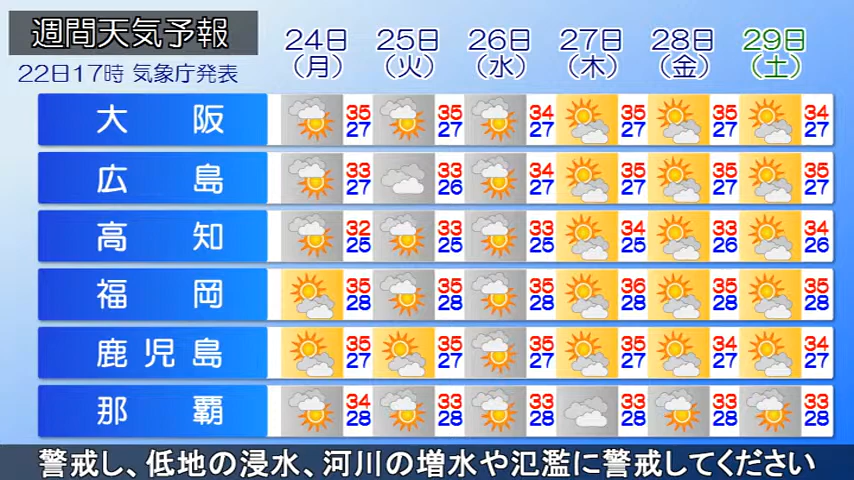 週間天気予報
22日17時 気象庁発表
24日 25日 26日 27日 28日 29日
(月) (火) (水) (木) (金) (土)
大阪 35 27 35 27 34 27 35 27 35 27 34 27
広島 33 27 33 26 34 27 35 27 35 27 35 27
高知 32 25 33 25 33 25 34 25 33 26 34 26
福岡 35 28 35 28 35 28 36 28 35 28 35 28
鹿児島 35 27 35 27 35 27 35 27 34 27 34 27
那覇 34 28 33 28 33 28 33 28 33 28 33 28
警戒し、低地の浸水、河川の増水や氾濫に警戒してください